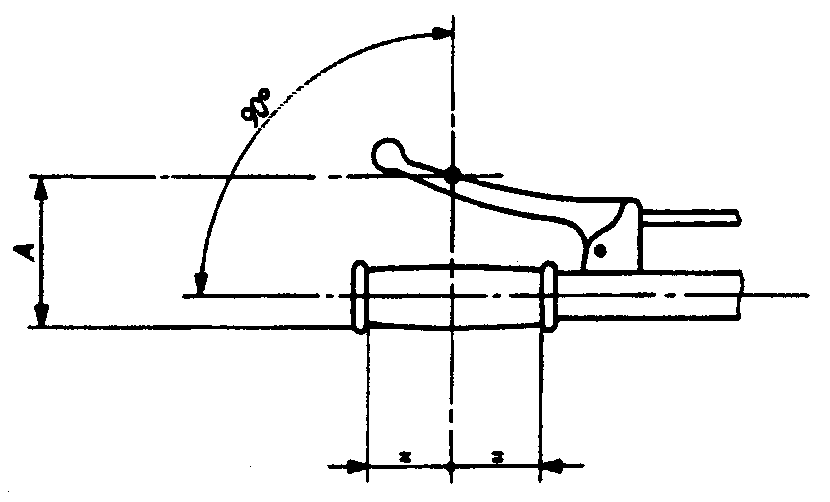 90°
A
= =